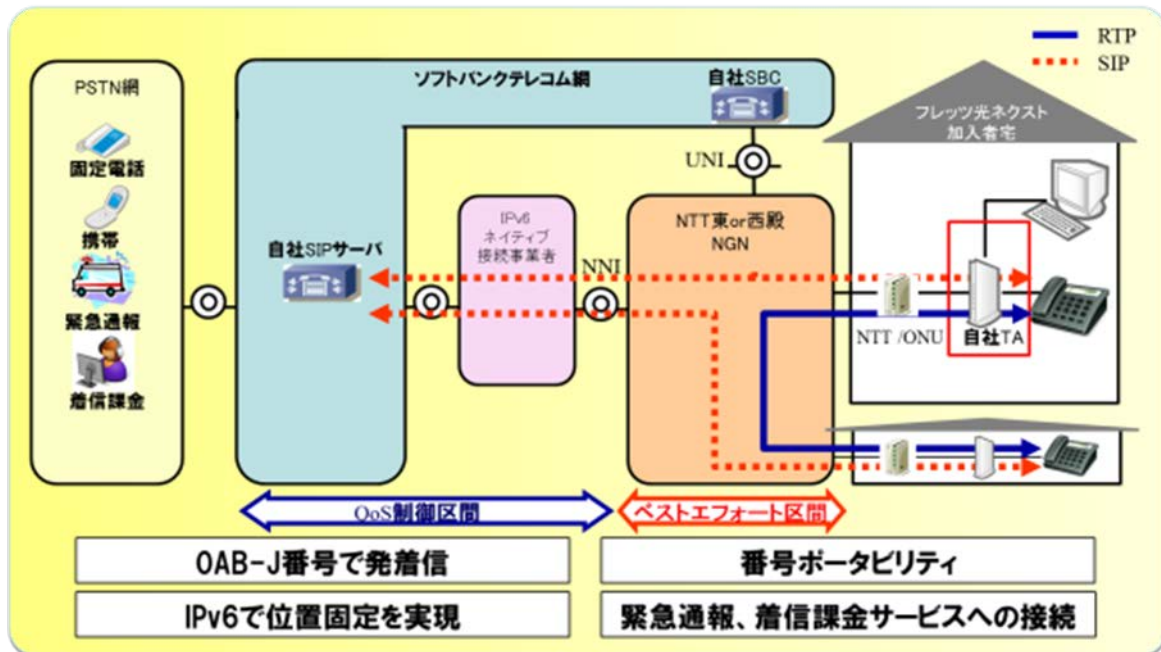 RTP
SIP
PSTN網
固定電話
携帯
緊急通報
着信課金
ソフトバンクテレコム網
自社SBC
自社SIPサーバ
UNI
IPv6
ネイティブ
接続事業者
NNI
NTT東or西殿
NGN
フレッツ光ネクスト
加入者宅
NTT /ONU
自社TA
QoS制御区間
ベストエフォート区間
OAB-J番号で発着信
番号ポータビリティ
IPv6で位置固定を実現
緊急通報、着信課金サービスへの接続